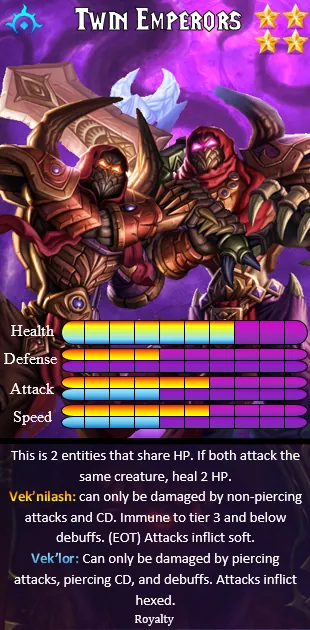 Twin Emperors
Health
Defense
Attack
Speed
This is 2 entities that share HP. If both attack the
same creature, heal 2 HP.
Vek'nilash: can only be damaged by non-piercing
attacks and CD. Immune to tier 3 and below
debuffs. (EOT) Attacks inflict soft.
Vek'lor: Can only be damaged by piercing
attacks, piercing CD, and debuffs. Attacks inflict
hexed.
Royalty